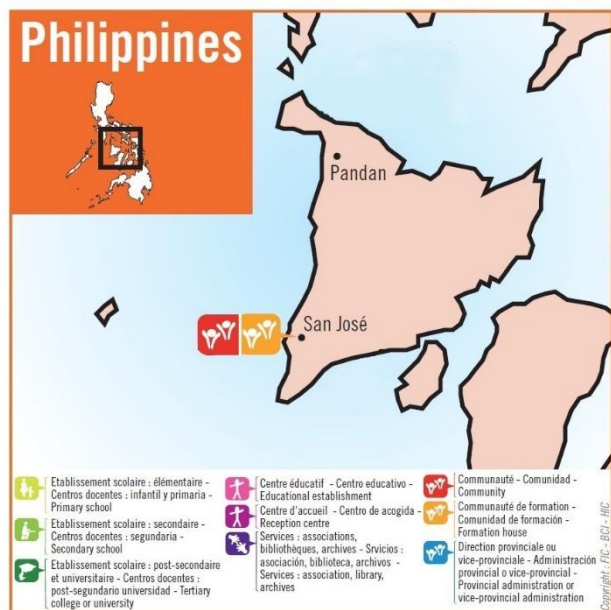 Philippines
Pandan
San José
Etablissement scolaire : élémentaire -
Centros docentes : infantil y primaria -
Primary school
Etablissement scolaire : secondaire -
Centros docentes : segundaria -
Secondary school
Etablissement scolaire : post-secondaire
et universitaire - Centros docentes :
post-segundario universidad - Tertiary
college or university
Centre éducatif - Centro educativo -
Educational establishment
Centre d'accueil - Centro de acogida -
Reception centre
Services : associations,
bibliothèques, archives - Srvicios :
asociación, biblioteca, archivos -
Services : association, library,
archives
Communauté - Comunidad -
Community
Communauté de formation -
Comunidad de formación -
Formation house
Direction provinciale ou
vice-provinciale - Administración
provincial o vice-provincial -
Provincial administration or
vice-provincial administration
Copyright : FIC - BCI - HIC